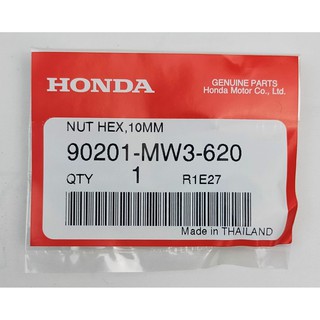 HONDA
GENUINE PARTS
Honda Motor Co., Ltd.
NUT HEX,10MM
90201-MW3-620
QTY 1 R1E27
Made in THAILAND